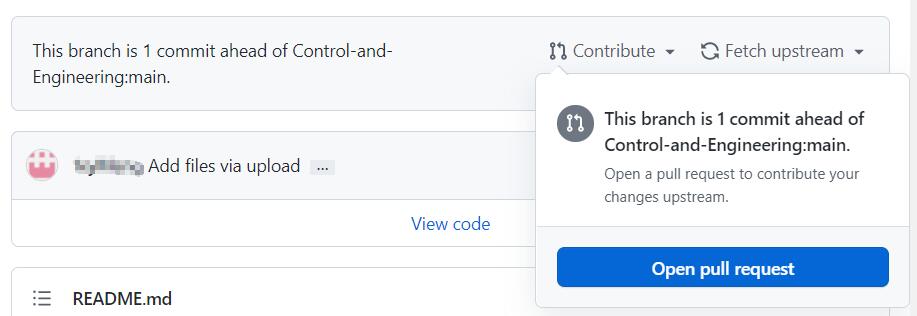 This branch is 1 commit ahead of Control-and-
Engineering:main.
Contribute
Fetch upstream
This branch is 1 commit ahead of
Control-and-Engineering:main.
Open a pull request to contribute your
changes upstream.
Open pull request
Add files via upload ...
View code
README.md